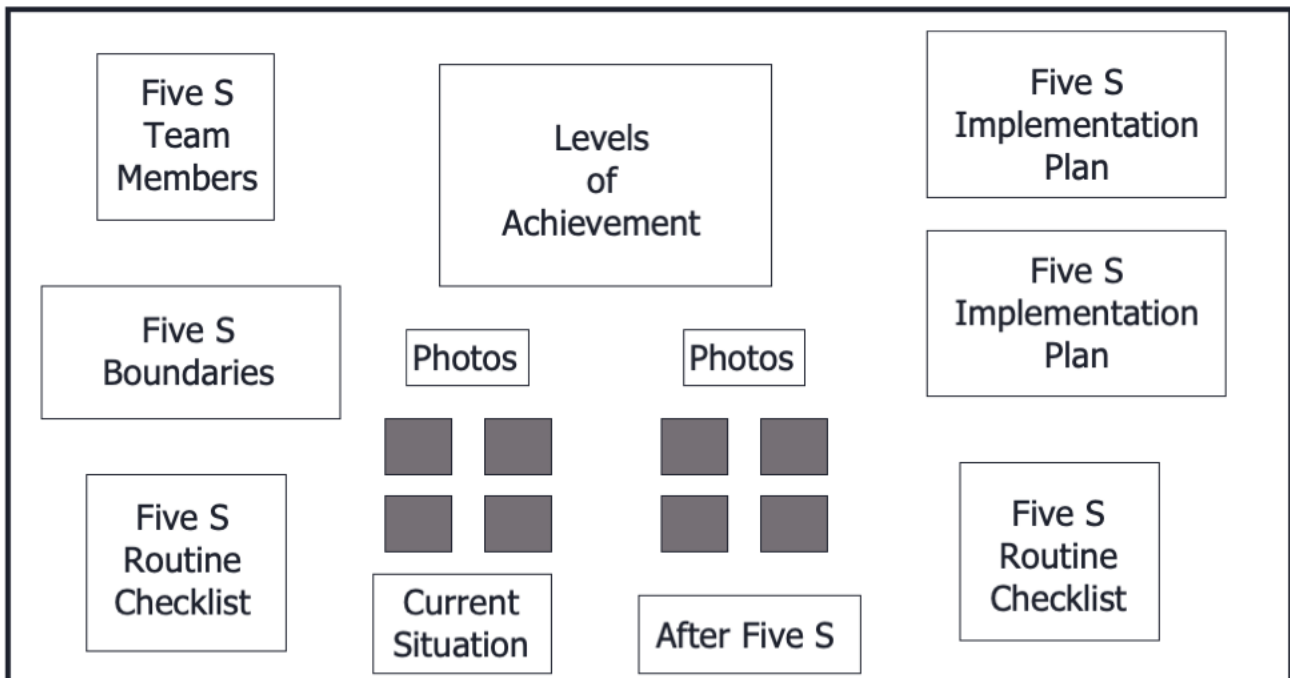 Five S
Team
Members
Levels
of
Achievement
Five S
Implementation
Plan
Five S
Boundaries
Five S
Implementation
Plan
Photos
Photos
Five S
Routine
Checklist
Current
Situation
After Five S
Five S
Routine
Checklist